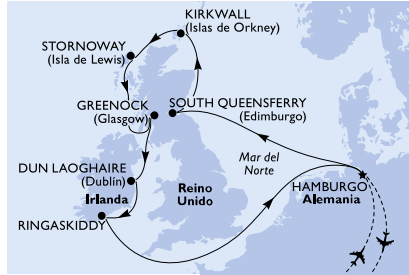 KIRKWALL
(Islas de Orkney)
STORNOWAY
(Isla de Lewis)
GREENOCK
(Glasgow)
SOUTH QUEENSFERRY
(Edimburgo)
Mar del
Norte
DUN LAOGHAIRE
(Dublín)
Irlanda
RINGASKIDDY
Reino
Unido
HAMBURGO
Alemania